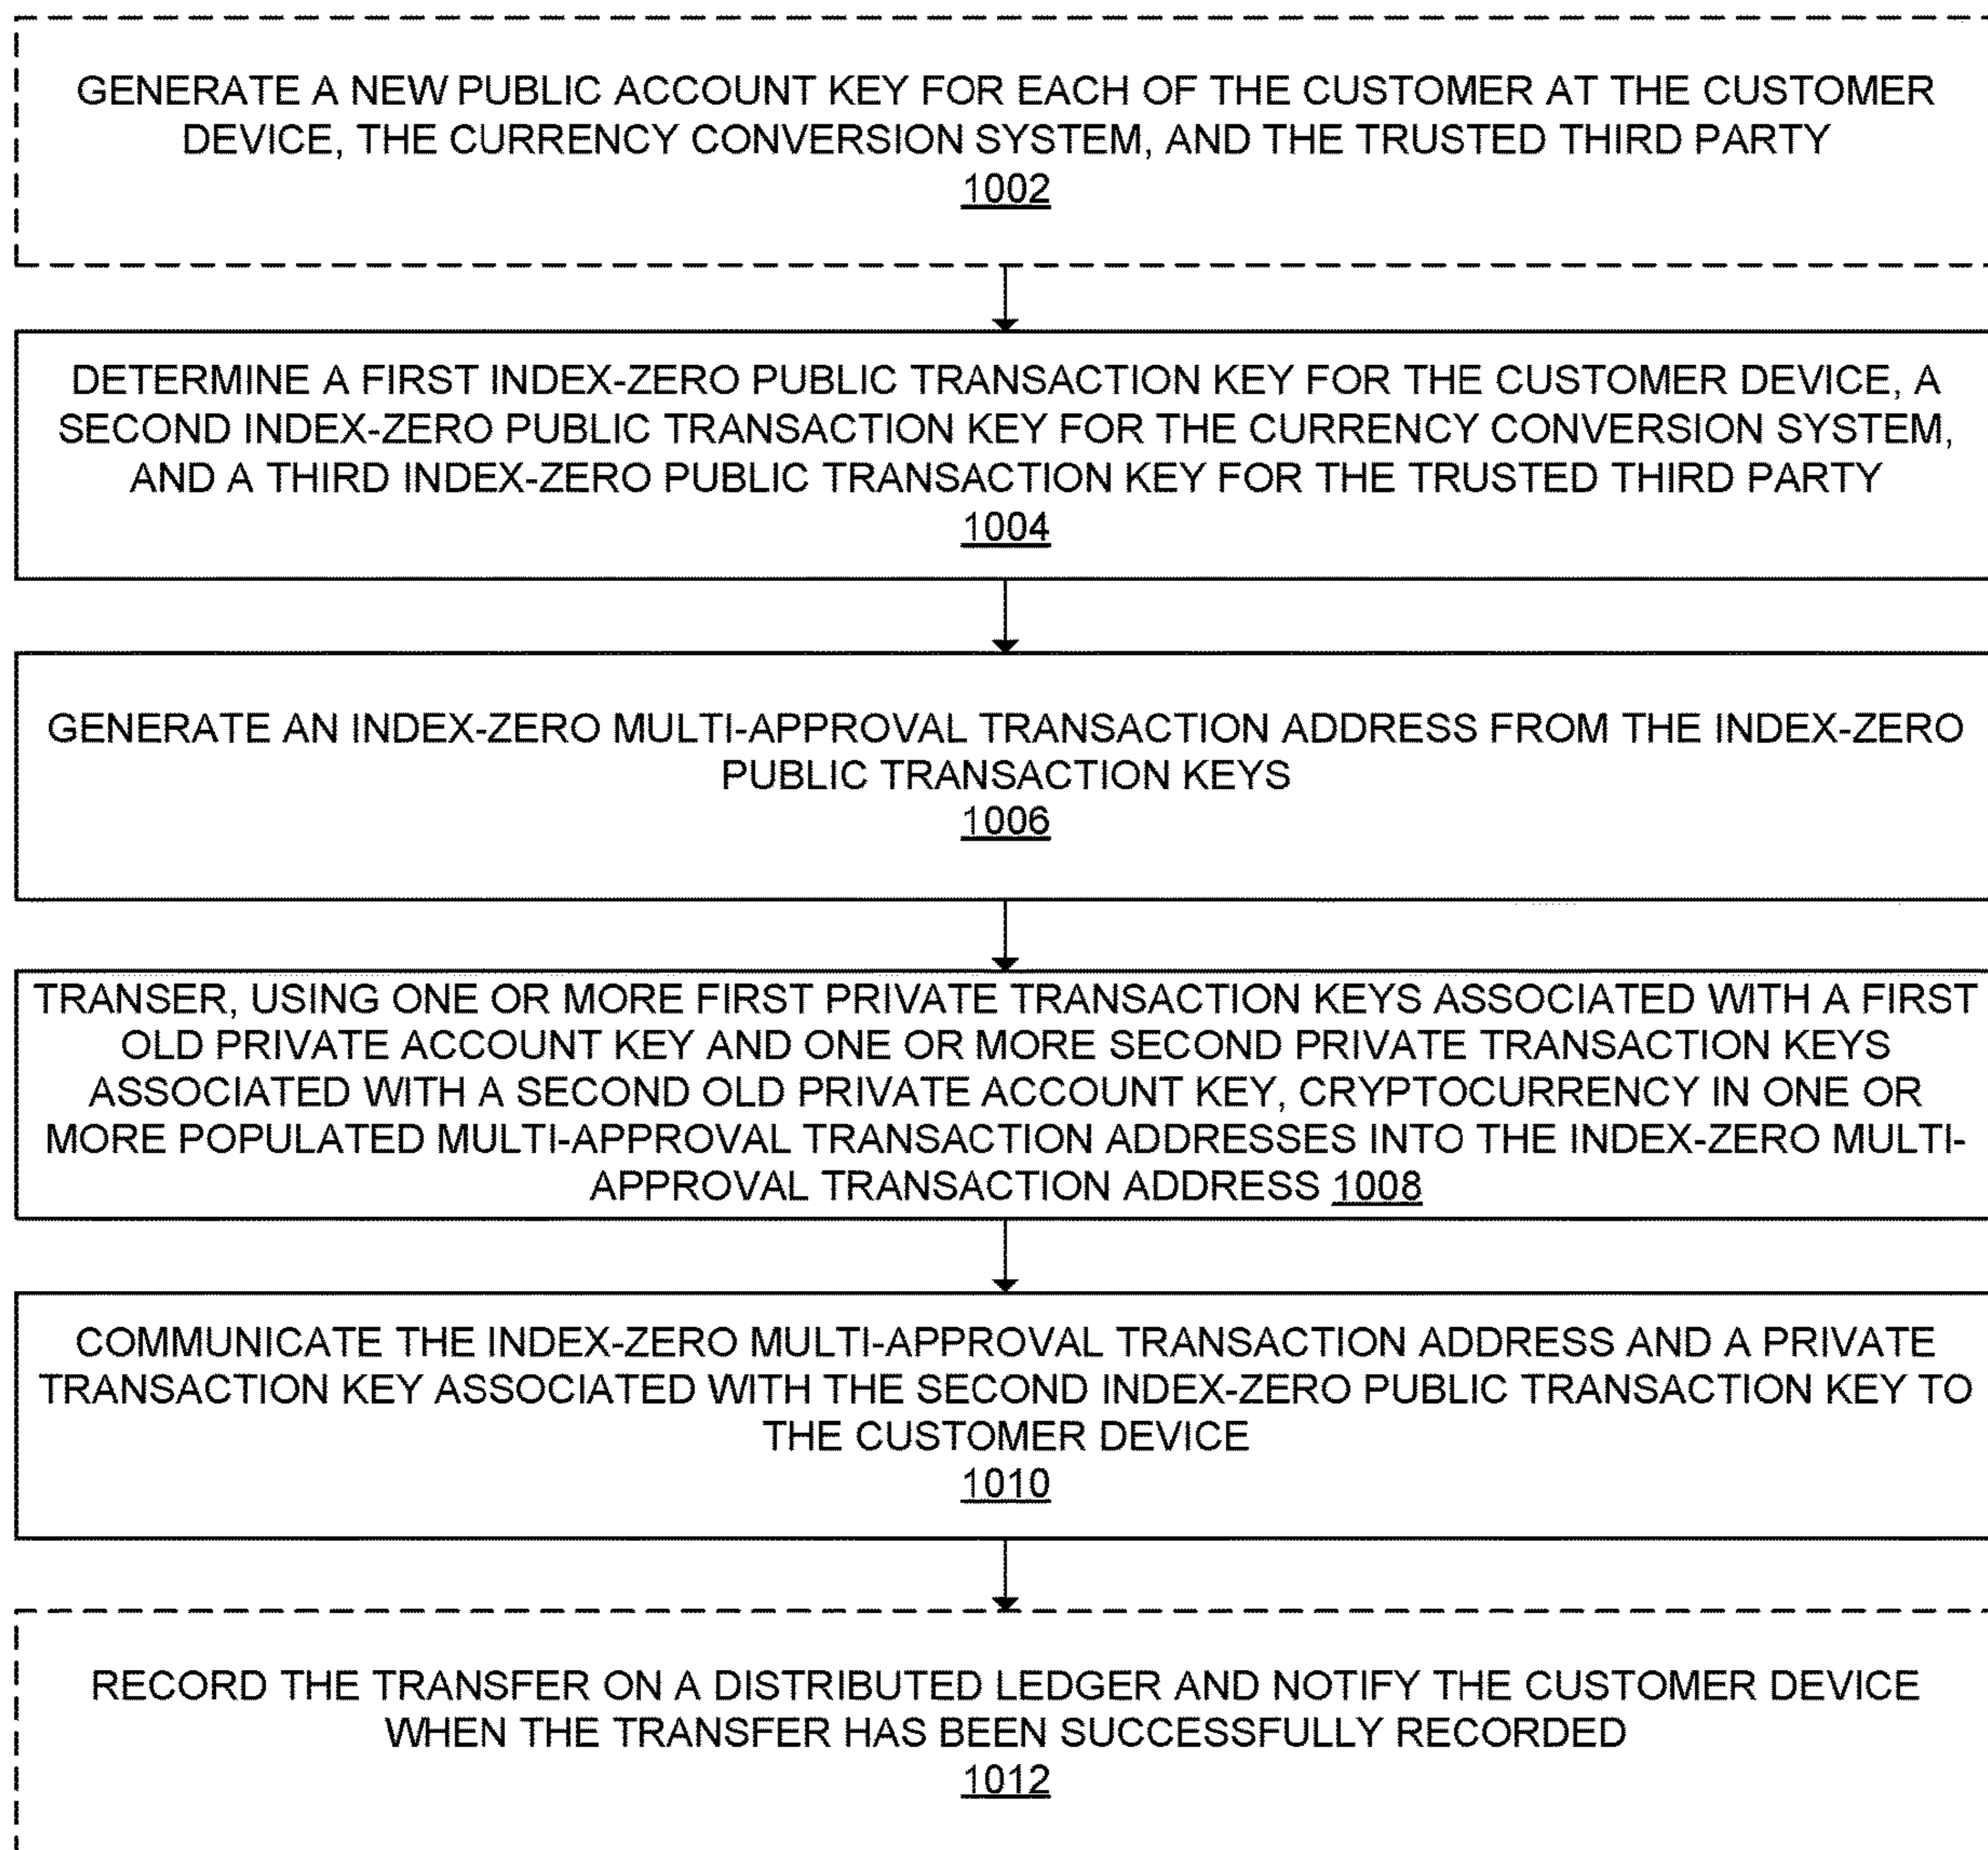 GENERATE A NEW PUBLIC ACCOUNT KEY FOR EACH OF THE CUSTOMER AT THE CUSTOMER
DEVICE, THE CURRENCY CONVERSION SYSTEM, AND THE TRUSTED THIRD PARTY
1002
DETERMINE A FIRST INDEX-ZERO PUBLIC TRANSACTION KEY FOR THE CUSTOMER DEVICE, A
SECOND INDEX-ZERO PUBLIC TRANSACTION KEY FOR THE CURRENCY CONVERSION SYSTEM,
AND A THIRD INDEX-ZERO PUBLIC TRANSACTION KEY FOR THE TRUSTED THIRD PARTY
1004
GENERATE AN INDEX-ZERO MULTI-APPROVAL TRANSACTION ADDRESS FROM THE INDEX-ZERO
PUBLIC TRANSACTION KEYS
1006
TRANSER, USING ONE OR MORE FIRST PRIVATE TRANSACTION KEYS ASSOCIATED WITH A FIRST
OLD PRIVATE ACCOUNT KEY AND ONE OR MORE SECOND PRIVATE TRANSACTION KEYS
ASSOCIATED WITH A SECOND OLD PRIVATE ACCOUNT KEY, CRYPTOCURRENCY IN ONE OR
MORE POPULATED MULTI-APPROVAL TRANSACTION ADDRESSES INTO THE INDEX-ZERO MULTI-
APPROVAL TRANSACTION ADDRESS 1008
COMMUNICATE THE INDEX-ZERO MULTI-APPROVAL TRANSACTION ADDRESS AND A PRIVATE
TRANSACTION KEY ASSOCIATED WITH THE SECOND INDEX-ZERO PUBLIC TRANSACTION KEY TO
THE CUSTOMER DEVICE
1010
RECORD THE TRANSFER ON A DISTRIBUTED LEDGER AND NOTIFY THE CUSTOMER DEVICE
WHEN THE TRANSFER HAS BEEN SUCCESSFULLY RECORDED
1012